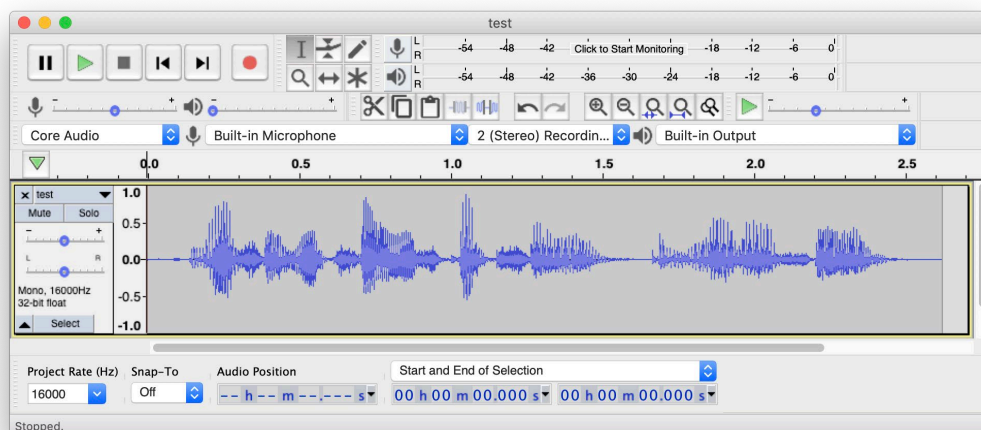 test
L
R
-54 -48 -42 Click to Start Monitoring -18 -12 -6 0
L
R
-54 -48 -42 -36 -30 -24 -18 -12 -6 0
- + - +
- +
Core Audio Built-in Microphone 2 (Stereo) Recordin... Built-in Output
0.0 0.5 1.0 1.5 2.0 2.5
× test
Mute Solo
- +
L R
Mono, 16000Hz
32-bit float
Select
1.0
0.5-
0.0-
-0.5-
-1.0
Project Rate (Hz) Snap-To Audio Position Start and End of Selection
16000 Off -- h -- m --.--- s 00 h 00 m 00.000 s 00 h 00 m 00.000 s
Stopped.